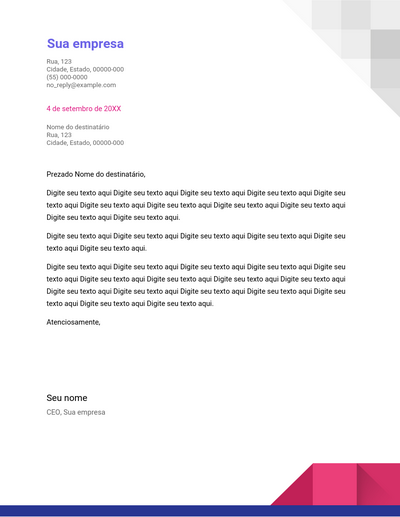 Sua empresa
Rua, 123
Cidade, Estado, 00000-000
(55) 000-0000
no_reply@example.com
4 de setembro de 20XX
Nome do destinatário
Rua, 123
Cidade, Estado, 00000-000
Prezado Nome do destinatário,
Digite seu texto aqui Digite seu texto aqui Digite seu texto aqui Digite seu texto aqui Digite seu
texto aqui Digite seu texto aqui Digite seu texto aqui Digite seu texto aqui Digite seu texto aqui
Digite seu texto aqui Digite seu texto aqui.
Digite seu texto aqui Digite seu texto aqui Digite seu texto aqui Digite seu texto aqui Digite seu
texto aqui Digite seu texto aqui.
Digite seu texto aqui Digite seu texto aqui Digite seu texto aqui Digite seu texto aqui Digite seu
texto aqui Digite seu texto aqui Digite seu texto aqui Digite seu texto aqui Digite seu texto aqui
Digite seu texto aqui Digite seu texto aqui Digite seu texto aqui Digite seu texto aqui Digite seu
texto aqui Digite seu texto aqui Digite seu texto aqui.
Atenciosamente,
Seu nome
CEO, Sua empresa